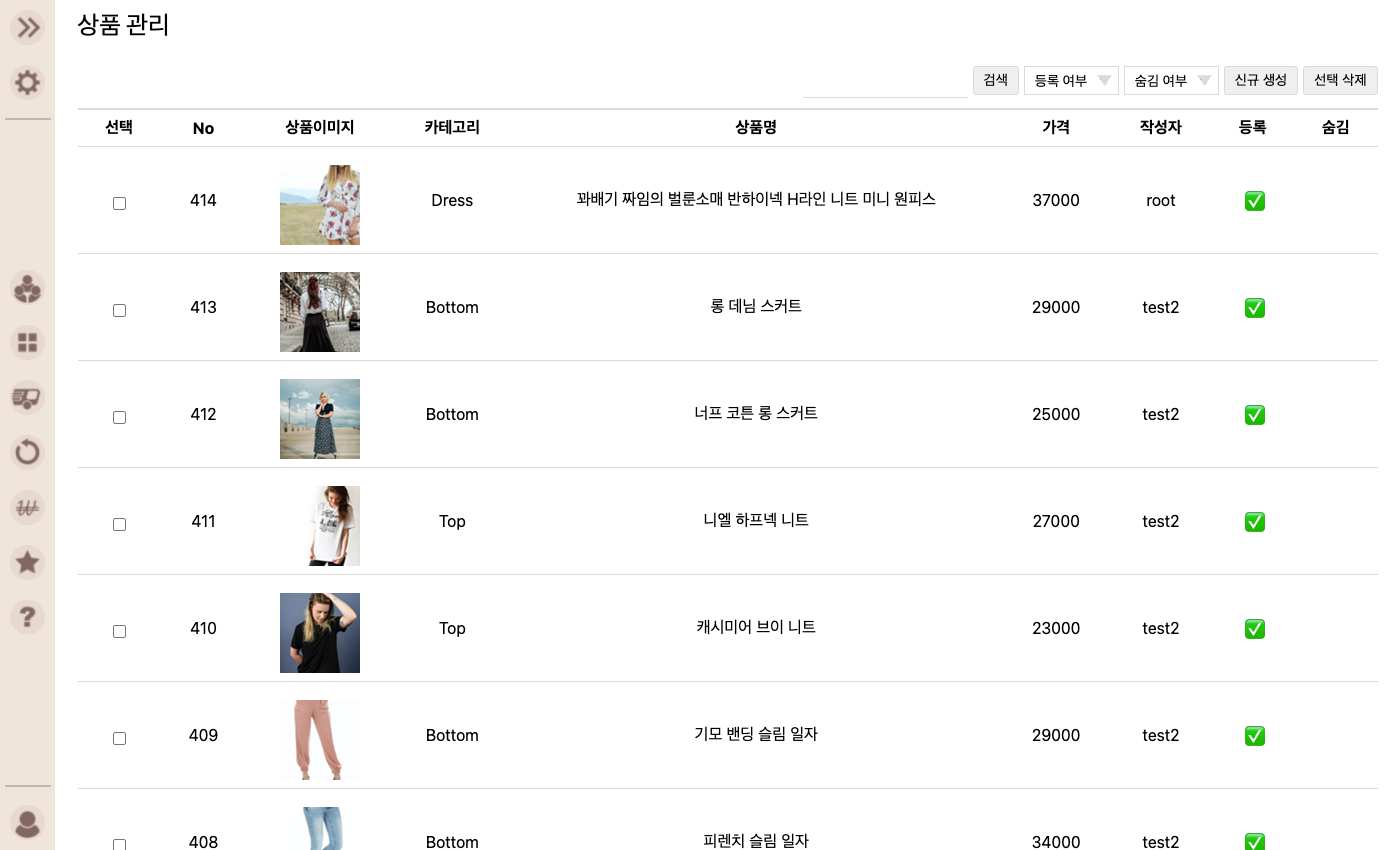 상품 관리
검색 등록 여부 숨김 여부 신규 생성 선택 삭제
선택 No 상품이미지 카테고리 상품명 가격 작성자 등록 숨김
414 Dress 꽈배기 짜임의 벌룬소매 반하이넥 H라인 니트 미니 원피스 37000 root
413 Bottom 롱 데님 스커트 29000 test2
412 Bottom 너프 코튼 롱 스커트 25000 test2
411 Top 니엘 하프넥 니트 27000 test2
410 Top 캐시미어 브이 니트 23000 test2
409 Bottom 기모 밴딩 슬림 일자 29000 test2
408 Bottom 피렌치 슬림 일자 34000 test2